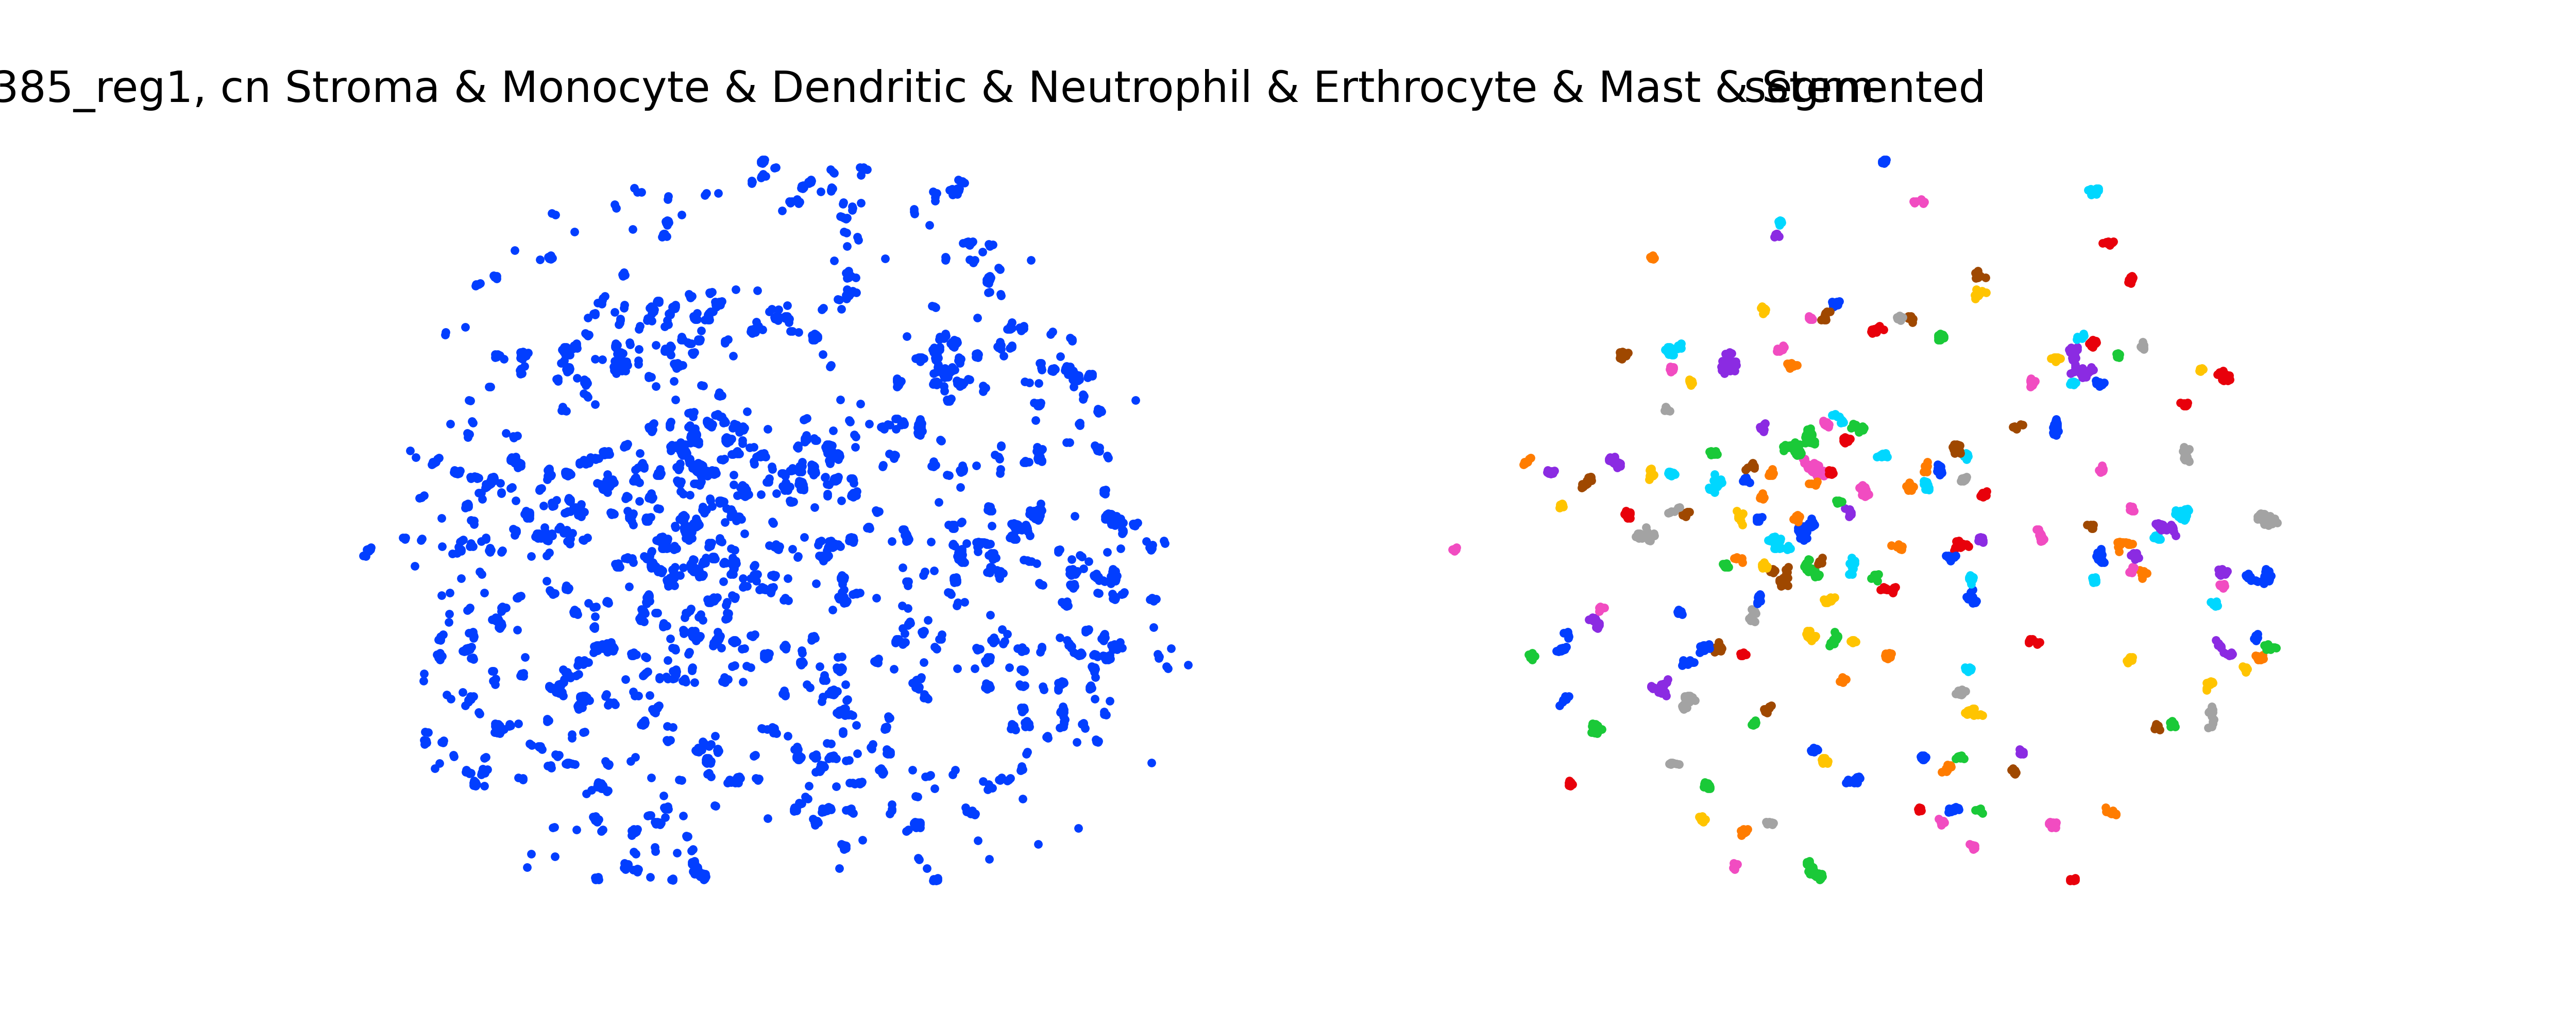 385_reg1, cn Stroma & Monocyte & Dendritic & Neutrophil & Erthrocyte & Mast & Stem
segmented